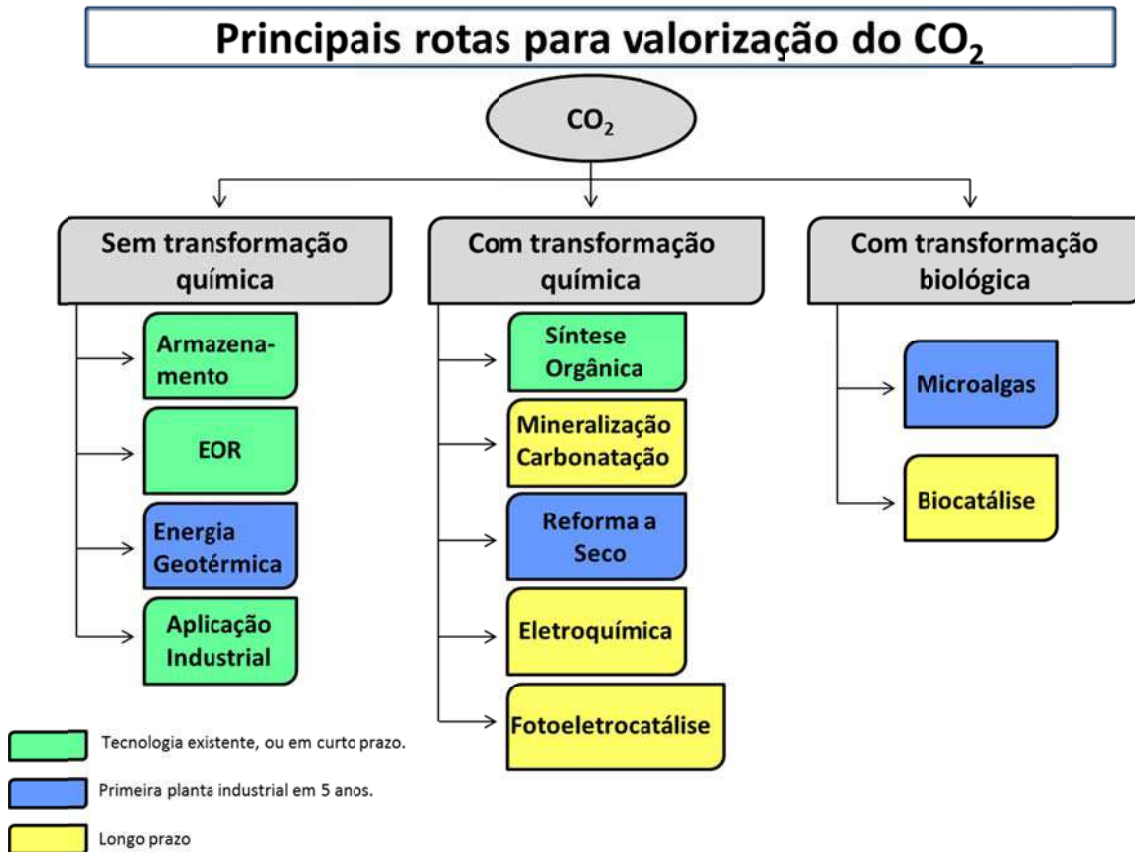 Principais rotas para valorização do CO₂
CO₂
Sem transformação
química
Com transformação
química
Com transformação
biológica
Armazena-
mento
EOR
Energia
Geotérmica
Aplicação
Industrial
Síntese
Orgânica
Mineralização
Carbonatação
Reforma a
Seco
Eletroquímica
Fotoeletrocatálise
Microalgas
Biocatálise
Tecnologia existente, ou em curto prazo.
Primeira planta industrial em 5 anos.
Longo prazo